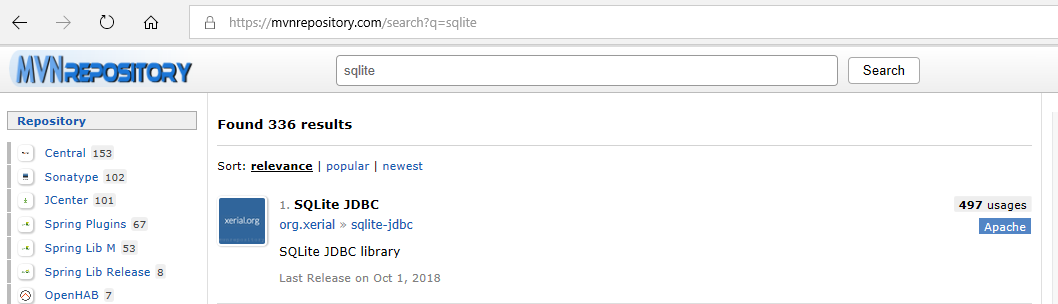 https://mvnrepository.com/search?q=sqlite
MVNREPOSITORY
sqlite
Search
Repository
Central 153
Sonatype 102
JCenter 101
Spring Plugins 67
Spring Lib M 53
Spring Lib Release 8
OpenHAB 7
Found 336 results
Sort: relevance | popular | newest
xerial.org
1. SQLite JDBC
497 usages
org.xerial » sqlite-jdbc
Apache
SQLite JDBC library
Last Release on Oct 1, 2018